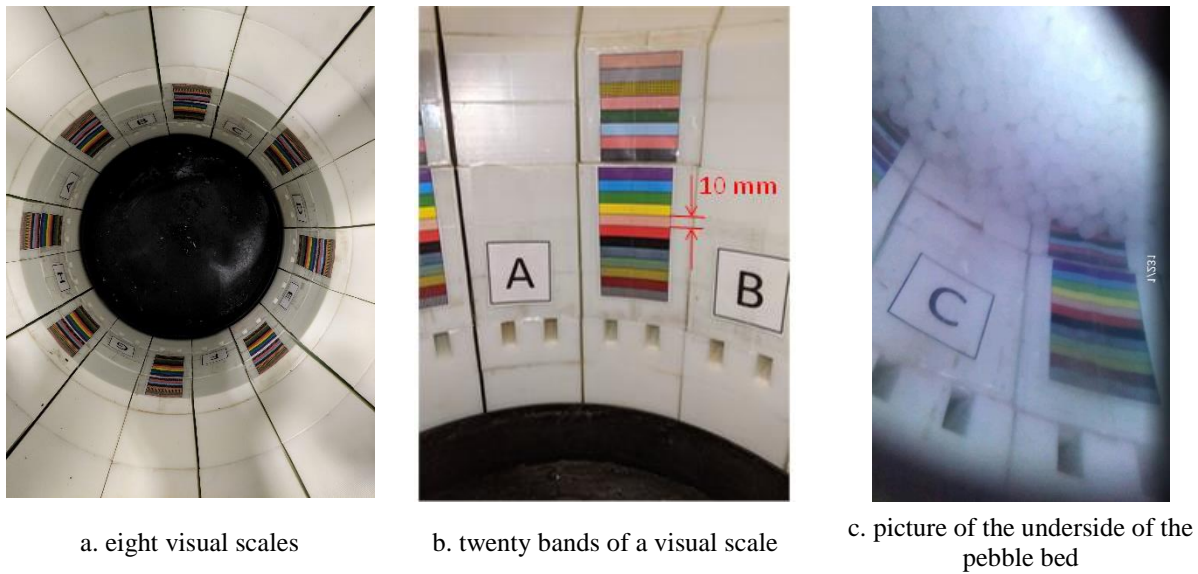 B
C
A
D
H
E
G
F
10 mm
A
B
C
a. eight visual scales
b. twenty bands of a visual scale
c. picture of the underside of the
pebble bed